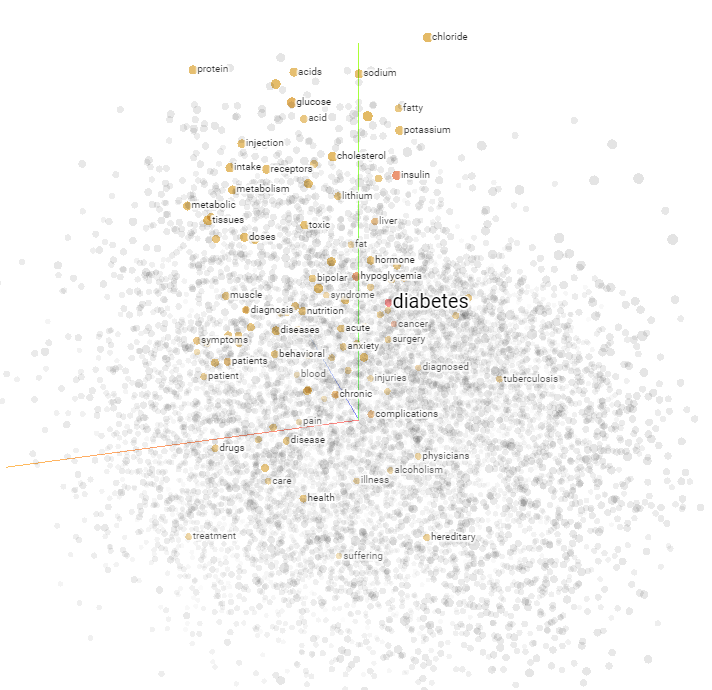 chloride
protein
acids
sodium
glucose
fatty
acid
potassium
injection
cholesterol
intake
receptors
insulin
metabolism
lithium
metabolic
tissues
liver
toxic
doses
fat
hormone
bipolar
hypoglycemia
muscle
syndrome
diabetes
diagnosis
nutrition
cancer
diseases
acute
symptoms
surgery
anxiety
behavioral
patients
diagnosed
patient
blood
injuries
tuberculosis
chronic
complications
pain
disease
drugs
physicians
alcoholism
care
illness
health
treatment
hereditary
suffering